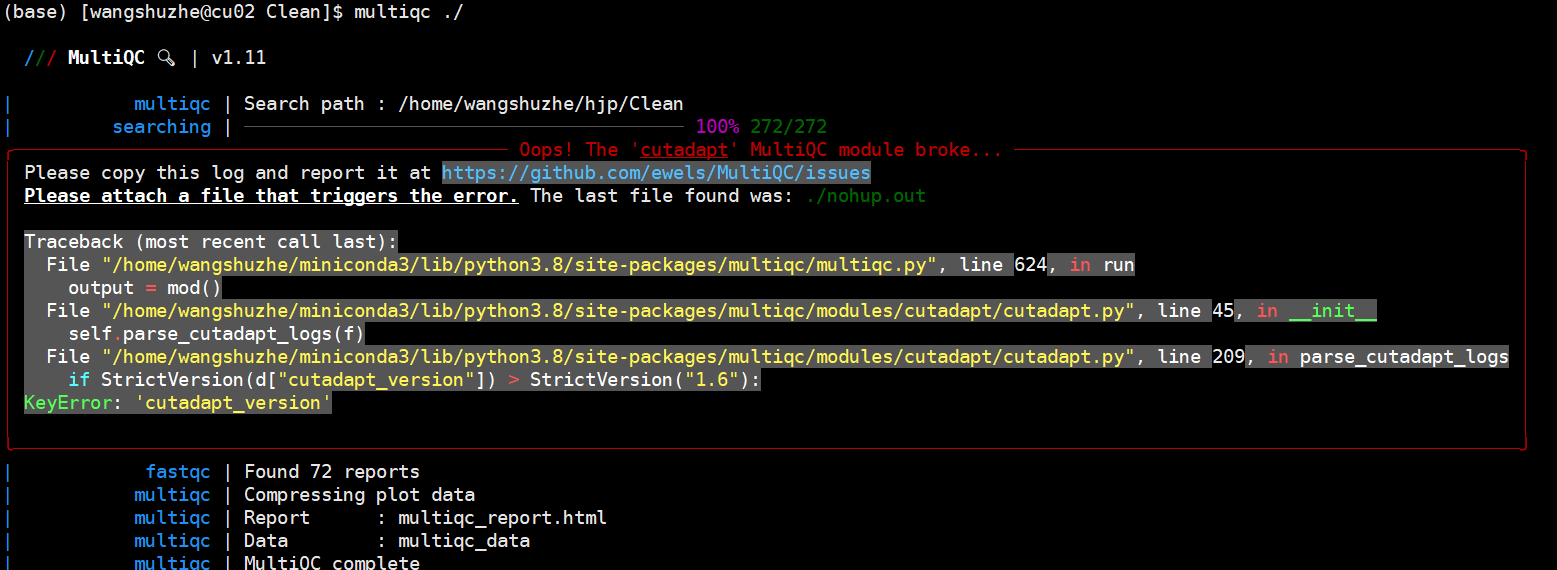 (base) [wangshuzhe@cu02 Clean]$ multiqc ./
/// MultiQC 🔍 | v1.11
| multiqc | Search path : /home/wangshuzhe/hjp/Clean
| searching | ━━━━━━━━━━━━━━━━━━━━━━━━━━━━━━━━━━━━━━━━ 100% 272/272
Oops! The 'cutadapt' MultiQC module broke...
Please copy this log and report it at https://github.com/ewels/MultiQC/issues
Please attach a file that triggers the error. The last file found was: ./nohup.out
Traceback (most recent call last):
File "/home/wangshuzhe/miniconda3/lib/python3.8/site-packages/multiqc/multiqc.py", line 624, in run
output = mod()
File "/home/wangshuzhe/miniconda3/lib/python3.8/site-packages/multiqc/modules/cutadapt/cutadapt.py", line 45, in __init__
self.parse_cutadapt_logs(f)
File "/home/wangshuzhe/miniconda3/lib/python3.8/site-packages/multiqc/modules/cutadapt/cutadapt.py", line 209, in parse_cutadapt_logs
if StrictVersion(d["cutadapt_version"]) > StrictVersion("1.6"):
KeyError: 'cutadapt_version'
| fastqc | Found 72 reports
| multiqc | Compressing plot data
| multiqc | Report : multiqc_report.html
| multiqc | Data : multiqc_data
| multiqc | MultiQC complete